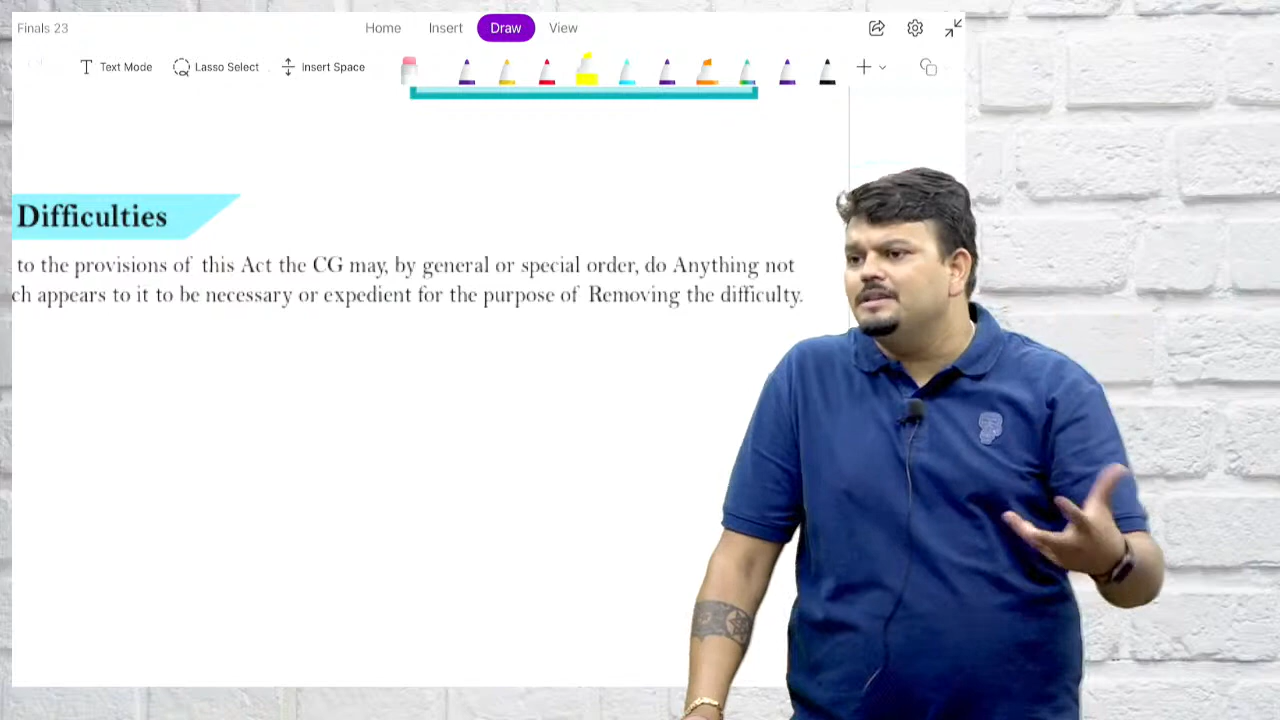 Finals 23
Home Insert Draw View
Text Mode Lasso Select Insert Space
Difficulties
to the provisions of this Act the CG may, by general or special order, do Anything not
ch appears to it to be necessary or expedient for the purpose of Removing the difficulty.